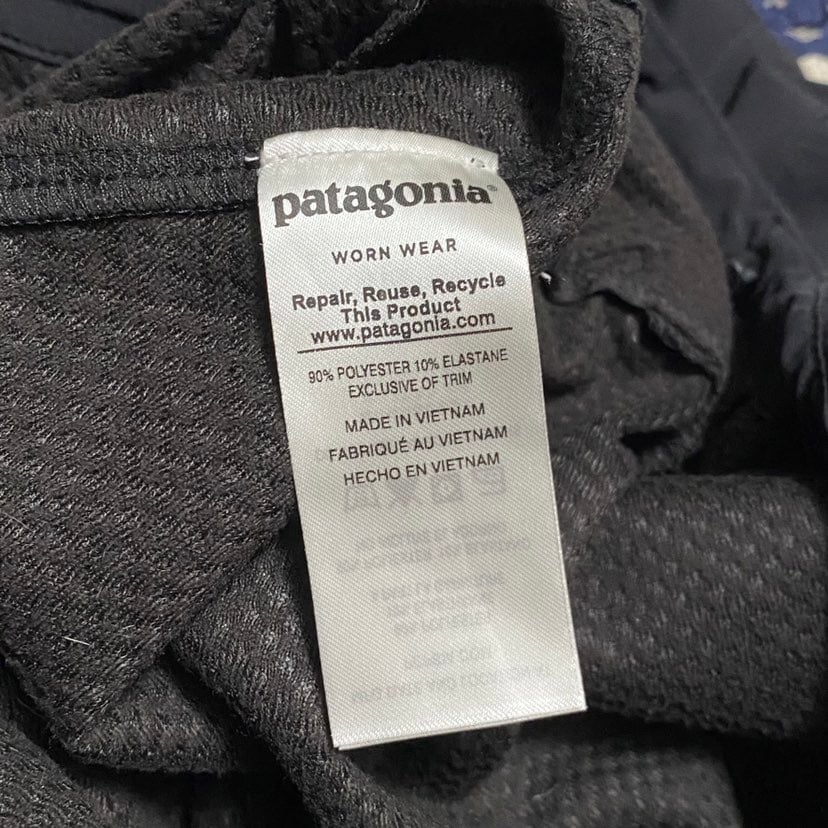 patagonia®
WORN WEAR
Repair, Reuse, Recycle
This Product
www.patagonia.com
90% POLYESTER 10% ELASTANE
EXCLUSIVE OF TRIM
MADE IN VIETNAM
FABRIQUÉ AU VIETNAM
HECHO EN VIETNAM